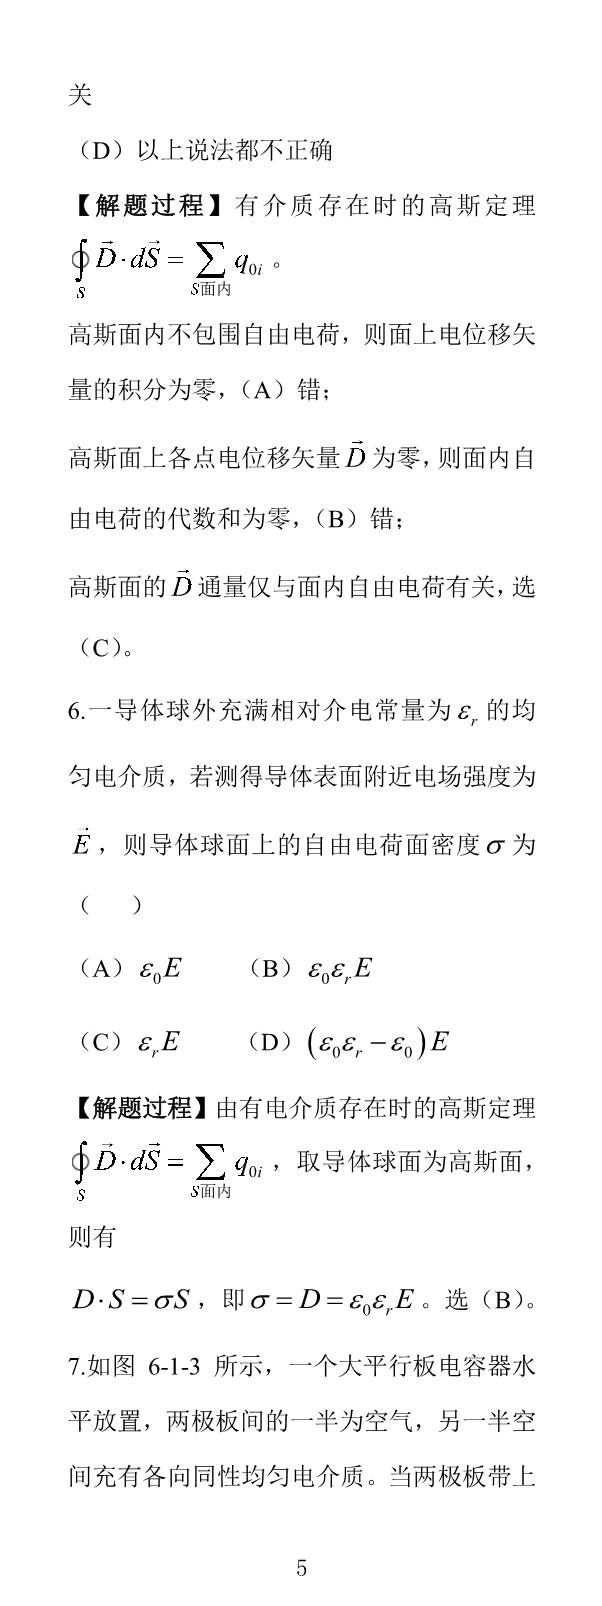 关
（D）以上说法都不正确
【解题过程】有介质存在时的高斯定理
$\oint_S \vec{D} \cdot d\vec{S} = \sum_{S面内} q_{0i}$ 。
高斯面内不包围自由电荷，则面上电位移矢
量的积分为零，（A）错；
高斯面上各点电位移矢量 $\vec{D}$ 为零，则面内自
由电荷的代数和为零，（B）错；
高斯面的 $\vec{D}$ 通量仅与面内自由电荷有关，选
（C）。
6.一导体球外充满相对介电常量为 $\varepsilon_r$ 的均
匀电介质，若测得导体表面附近电场强度为
$\vec{E}$ ，则导体球面上的自由电荷面密度 $\sigma$ 为
（ ）
（A） $\varepsilon_0 E$ （B） $\varepsilon_0 \varepsilon_r E$
（C） $\varepsilon_r E$ （D） $(\varepsilon_0 \varepsilon_r - \varepsilon_0) E$
【解题过程】由有电介质存在时的高斯定理
$\oint_S \vec{D} \cdot d\vec{S} = \sum_{S面内} q_{0i}$ ，取导体球面为高斯面，
则有
$D \cdot S = \sigma S$ ，即 $\sigma = D = \varepsilon_0 \varepsilon_r E$ 。选（B）。
7.如图 6-1-3 所示，一个大平行板电容器水
平放置，两极板间的一半为空气，另一半空
间充有各向同性均匀电介质。当两极板带上
5